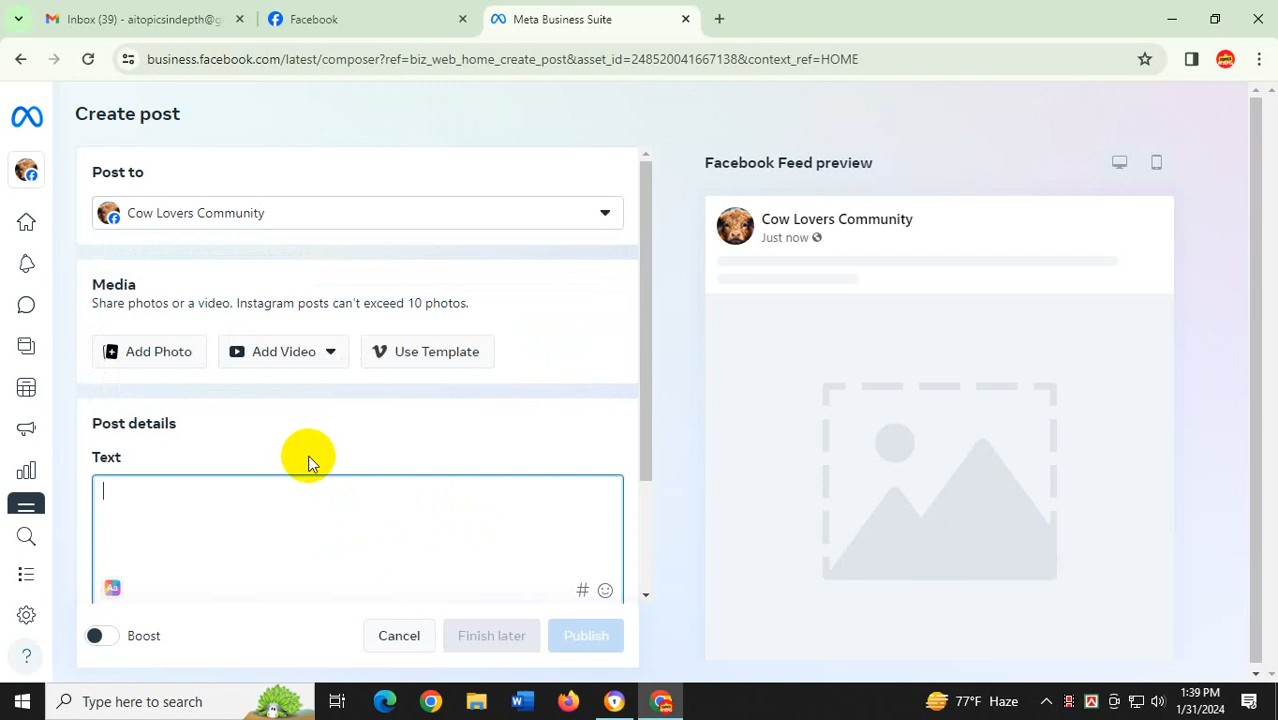 Inbox (39) - aitopicsindepth@g
Facebook
Meta Business Suite
business.facebook.com/latest/composer?ref=biz_web_home_create_post&asset_id=248520041667138&context_ref=HOME
Create post
Post to
Cow Lovers Community
Media
Share photos or a video. Instagram posts can't exceed 10 photos.
Add Photo
Add Video
Use Template
Post details
Text
Aa
#
Boost
Cancel
Finish later
Publish
?
Facebook Feed preview
Cow Lovers Community
Just now
Type here to search
77°F Haze
1:39 PM
1/31/2024